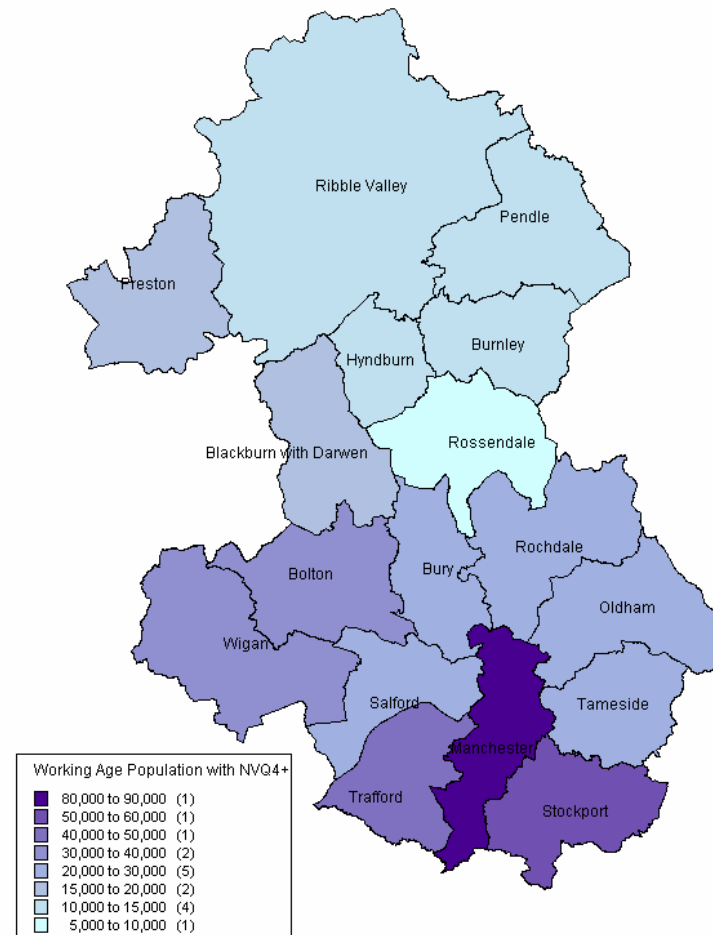 Ribble Valley
Pendle
Preston
Hyndburn
Burnley
Rossendale
Blackburn with Darwen
Rochdale
Bury
Bolton
Oldham
Wigan
Salford
Tameside
Manchester
Trafford
Stockport
Working Age Population with NVQ4+
80,000 to 90,000 (1)
50,000 to 60,000 (1)
40,000 to 50,000 (1)
30,000 to 40,000 (2)
20,000 to 30,000 (5)
15,000 to 20,000 (2)
10,000 to 15,000 (4)
5,000 to 10,000 (1)